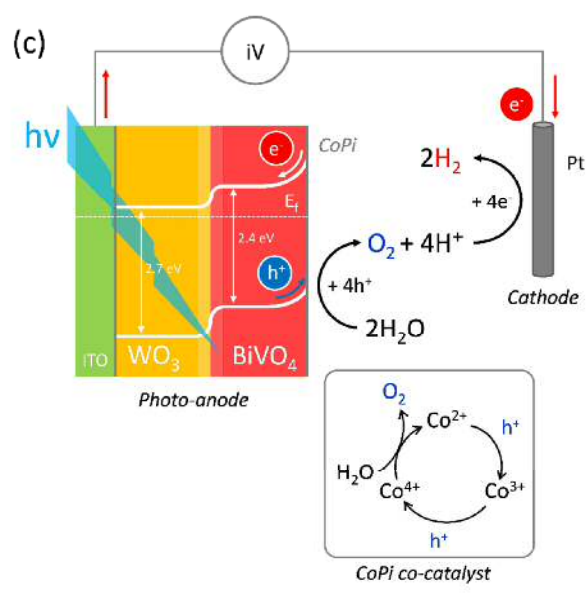 (c)
iV
hν
e⁻
CoPi
e⁻
Pt
2H₂
E_f
+ 4e⁻
2.4 eV
O₂ + 4H⁺
2.7 eV
h⁺
+ 4h⁺
Cathode
2H₂O
ITO WO₃ BiVO₄
Photo-anode
O₂
Co²⁺
h⁺
H₂O
Co⁴⁺ Co³⁺
h⁺
CoPi co-catalyst